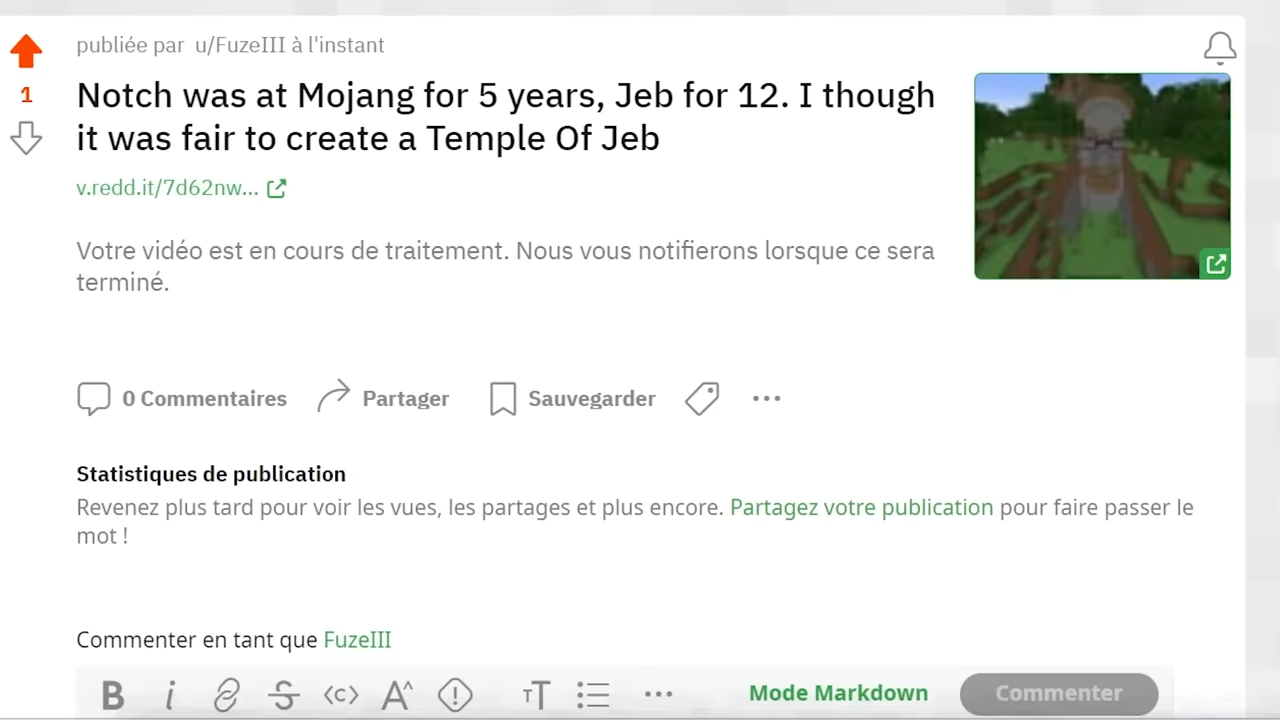 publiée par u/FuzeIII à l'instant
1
Notch was at Mojang for 5 years, Jeb for 12. I though
it was fair to create a Temple Of Jeb
v.redd.it/7d62nw...
Votre vidéo est en cours de traitement. Nous vous notifierons lorsque ce sera
terminé.
0 Commentaires Partager Sauvegarder
Statistiques de publication
Revenez plus tard pour voir les vues, les partages et plus encore. Partagez votre publication pour faire passer le
mot !
Commenter en tant que FuzeIII
B i S <c> A^ ! TT ... Mode Markdown Commenter